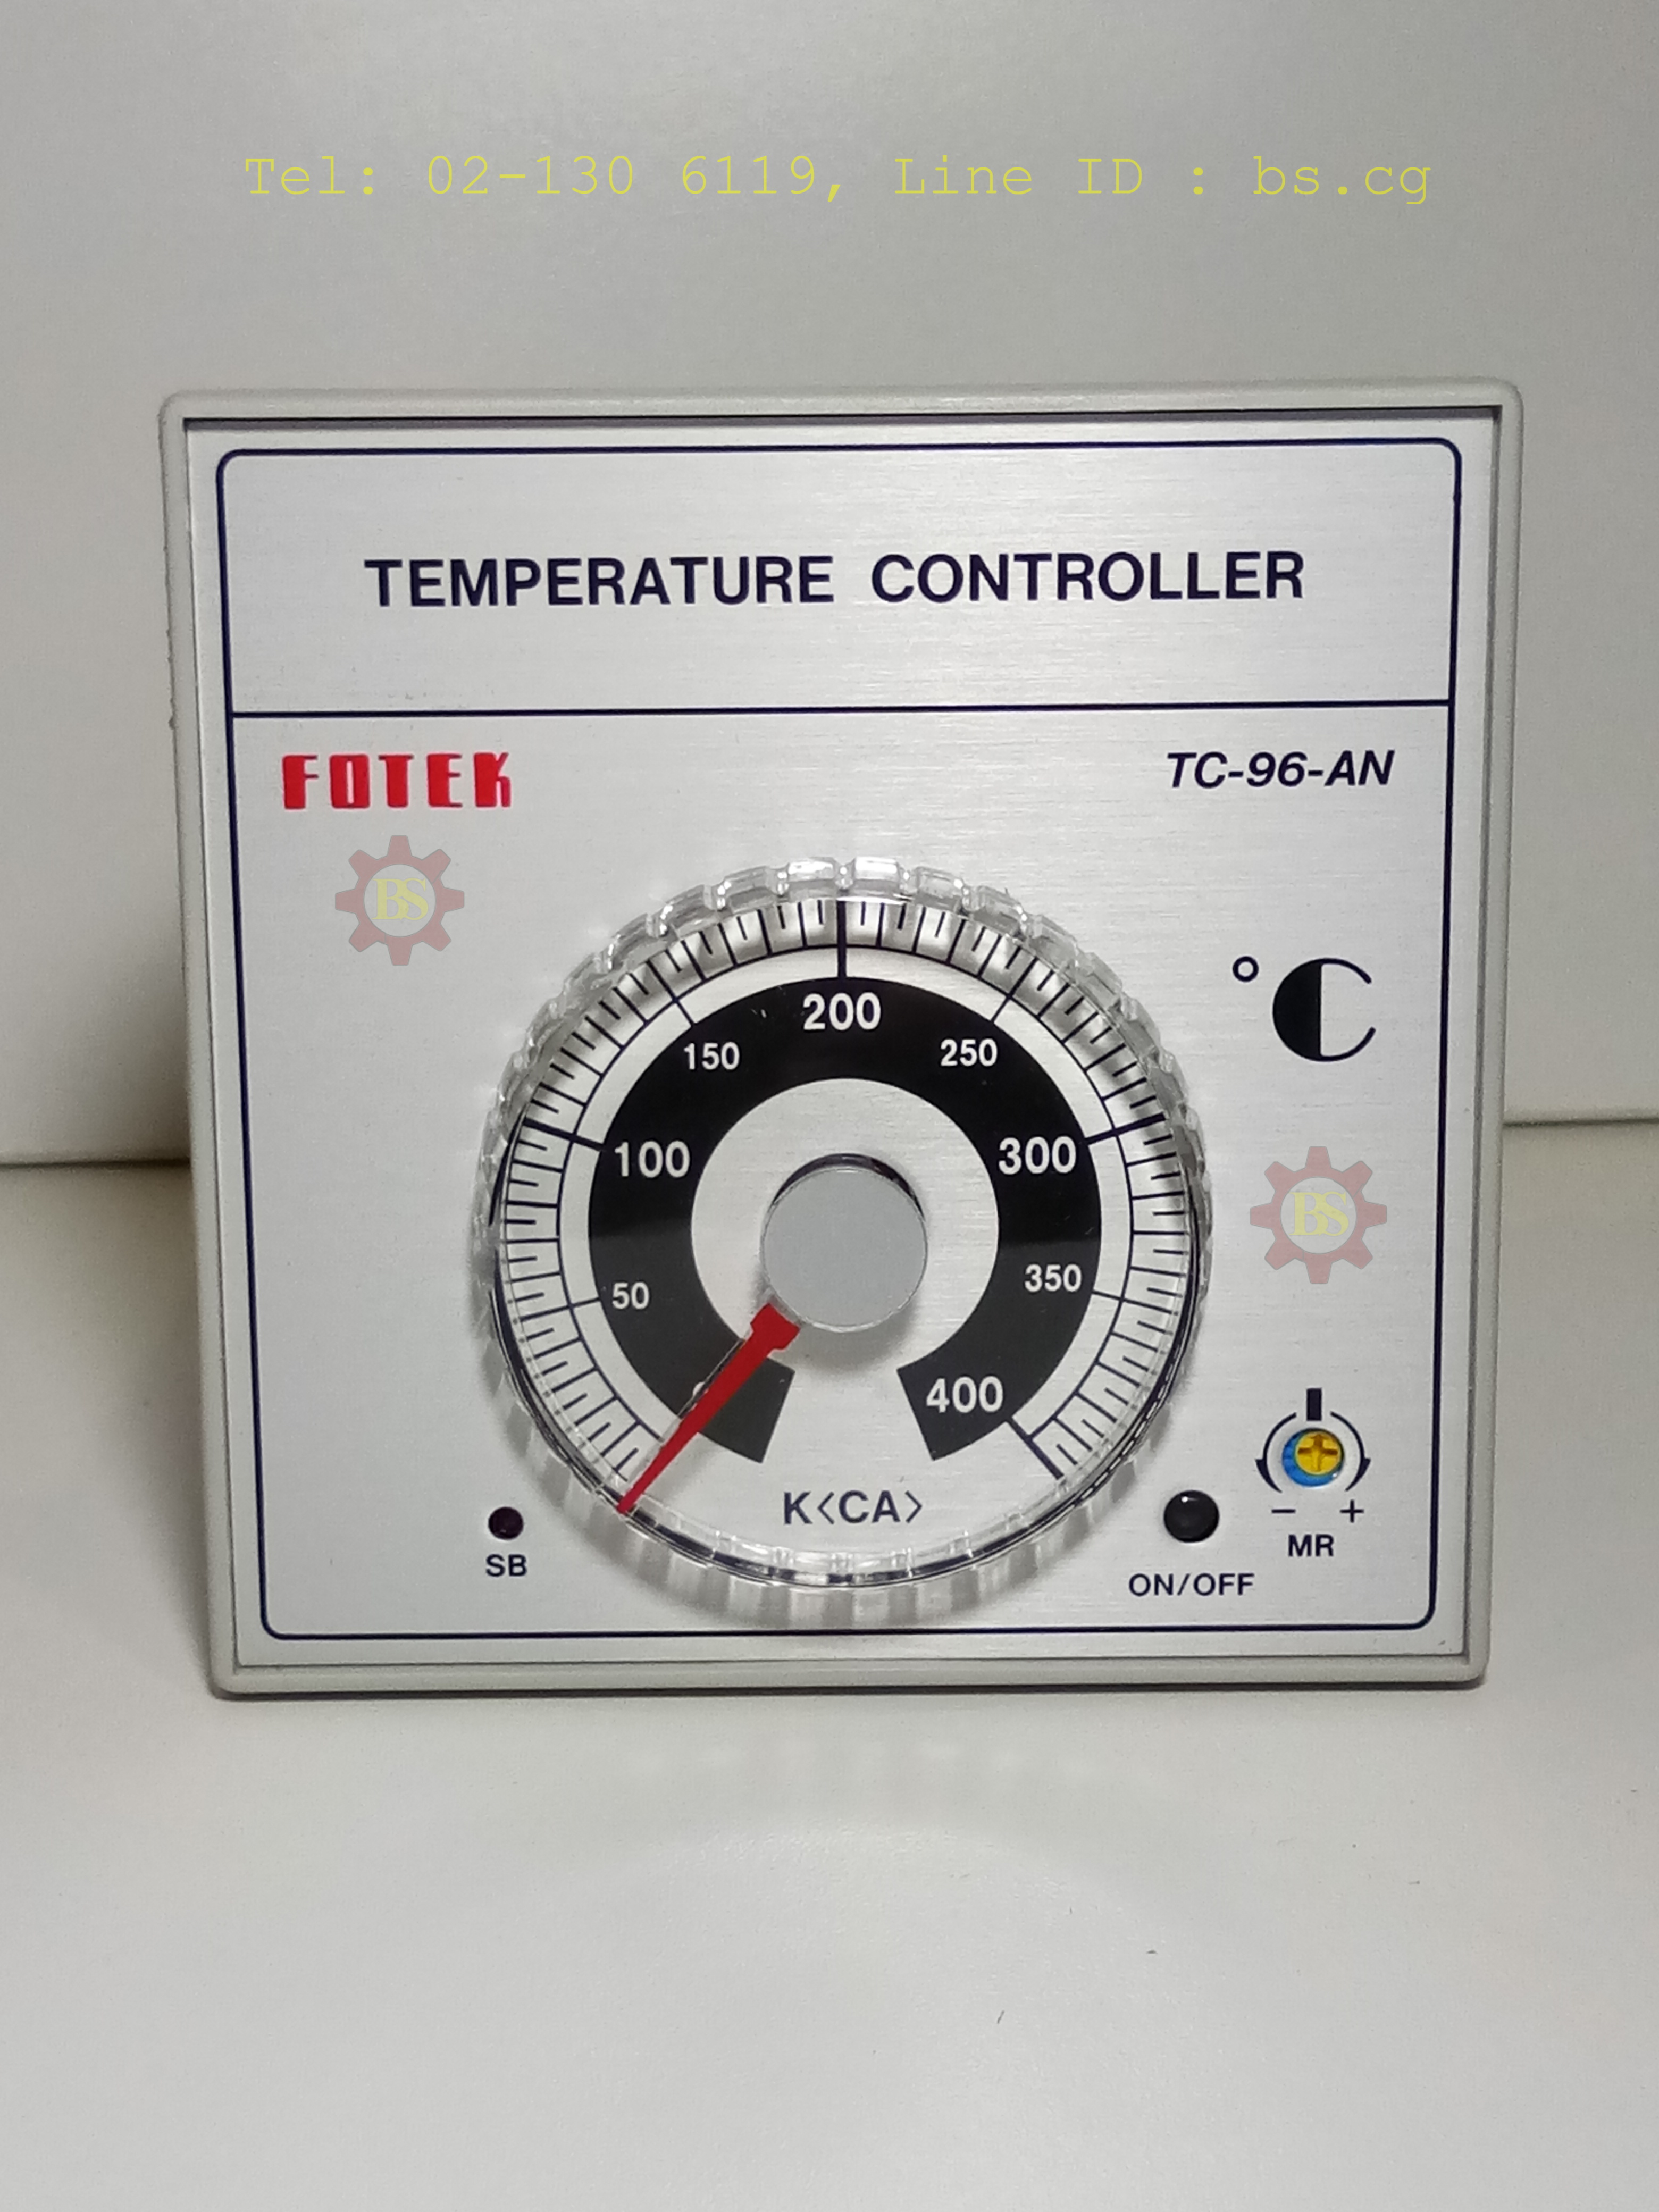 Tel: 02-130 6119, Line ID : bs.cg
TEMPERATURE CONTROLLER
FOTEK
TC-96-AN
BS
200
150
250
°C
100
300
BS
50
350
400
K<CA>
SB
ON/OFF
- +
MR